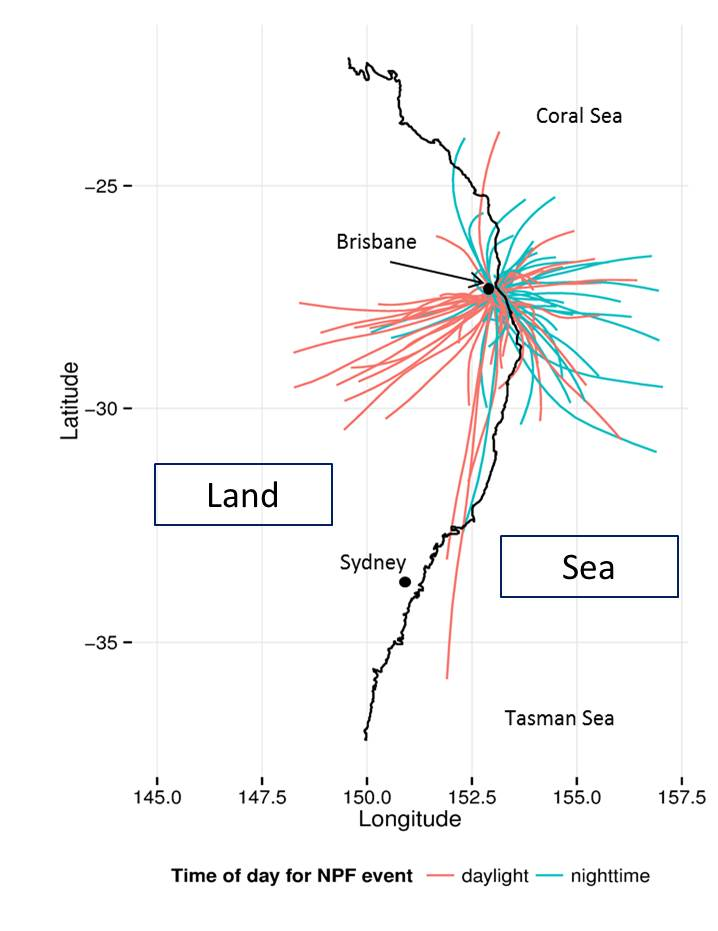 Coral Sea
−25
Brisbane
Latitude
−30
Land
Sydney
Sea
−35
Tasman Sea
145.0 147.5 150.0 152.5 155.0 157.5
Longitude
Time of day for NPF event daylight nighttime